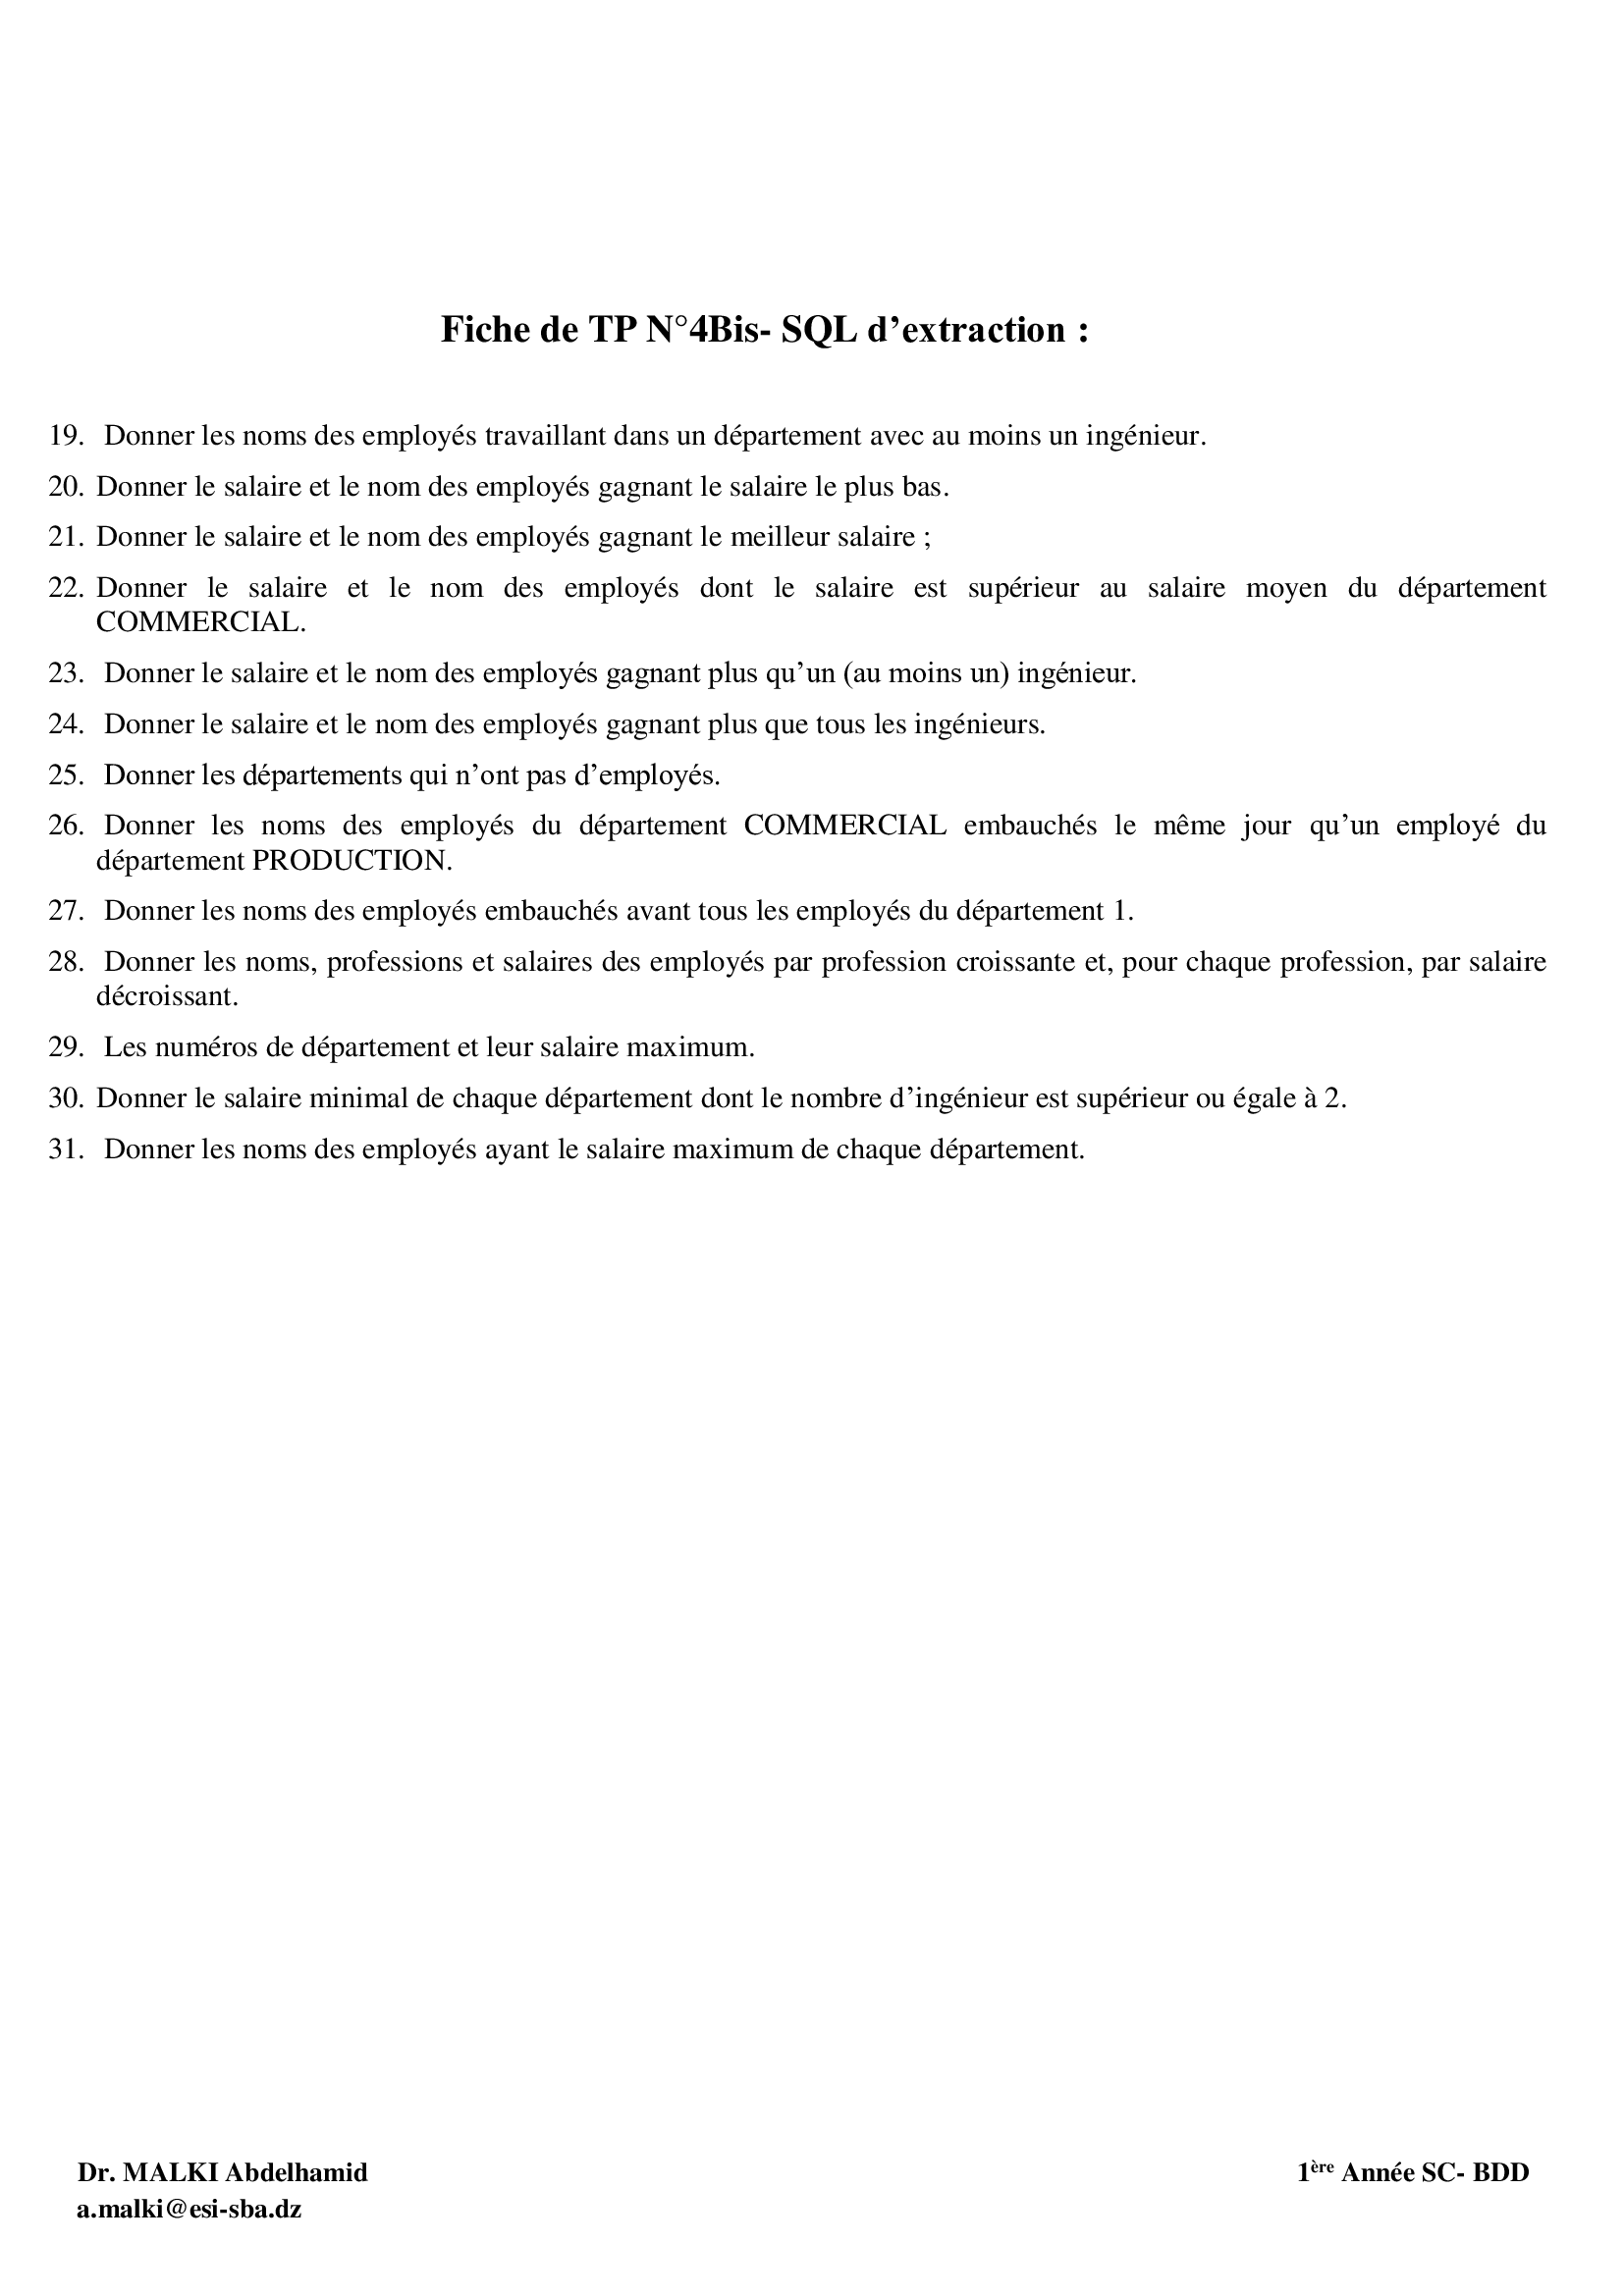 Fiche de TP N°4Bis- SQL d’extraction :
19. Donner les noms des employés travaillant dans un département avec au moins un ingénieur.
20. Donner le salaire et le nom des employés gagnant le salaire le plus bas.
21. Donner le salaire et le nom des employés gagnant le meilleur salaire ;
22. Donner le salaire et le nom des employés dont le salaire est supérieur au salaire moyen du département
COMMERCIAL.
23. Donner le salaire et le nom des employés gagnant plus qu’un (au moins un) ingénieur.
24. Donner le salaire et le nom des employés gagnant plus que tous les ingénieurs.
25. Donner les départements qui n’ont pas d’employés.
26. Donner les noms des employés du département COMMERCIAL embauchés le même jour qu’un employé du
département PRODUCTION.
27. Donner les noms des employés embauchés avant tous les employés du département 1.
28. Donner les noms, professions et salaires des employés par profession croissante et, pour chaque profession, par salaire
décroissant.
29. Les numéros de département et leur salaire maximum.
30. Donner le salaire minimal de chaque département dont le nombre d’ingénieur est supérieur ou égale à 2.
31. Donner les noms des employés ayant le salaire maximum de chaque département.
Dr. MALKI Abdelhamid
1ère Année SC- BDD
a.malki@esi-sba.dz